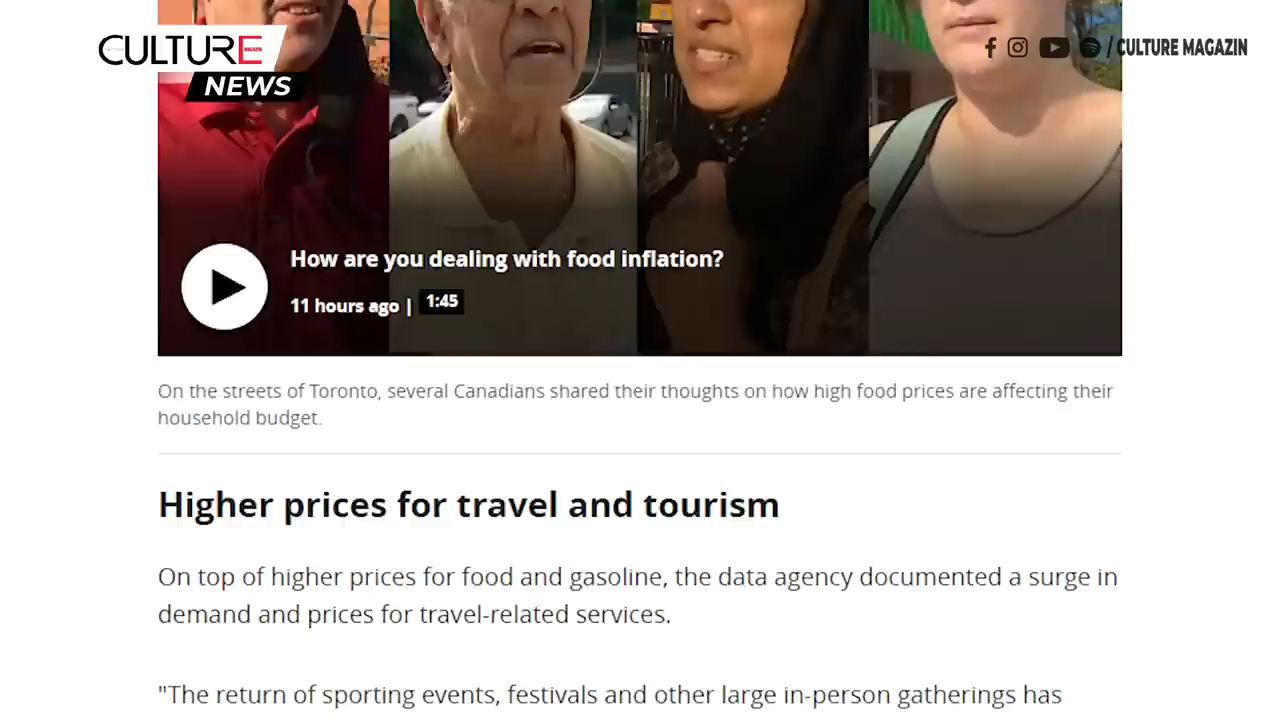 CULTURE
MAGAZIN
NEWS
/ CULTURE MAGAZIN
How are you dealing with food inflation?
11 hours ago | 1:45
On the streets of Toronto, several Canadians shared their thoughts on how high food prices are affecting their
household budget.
Higher prices for travel and tourism
On top of higher prices for food and gasoline, the data agency documented a surge in
demand and prices for travel-related services.
"The return of sporting events, festivals and other large in-person gatherings has